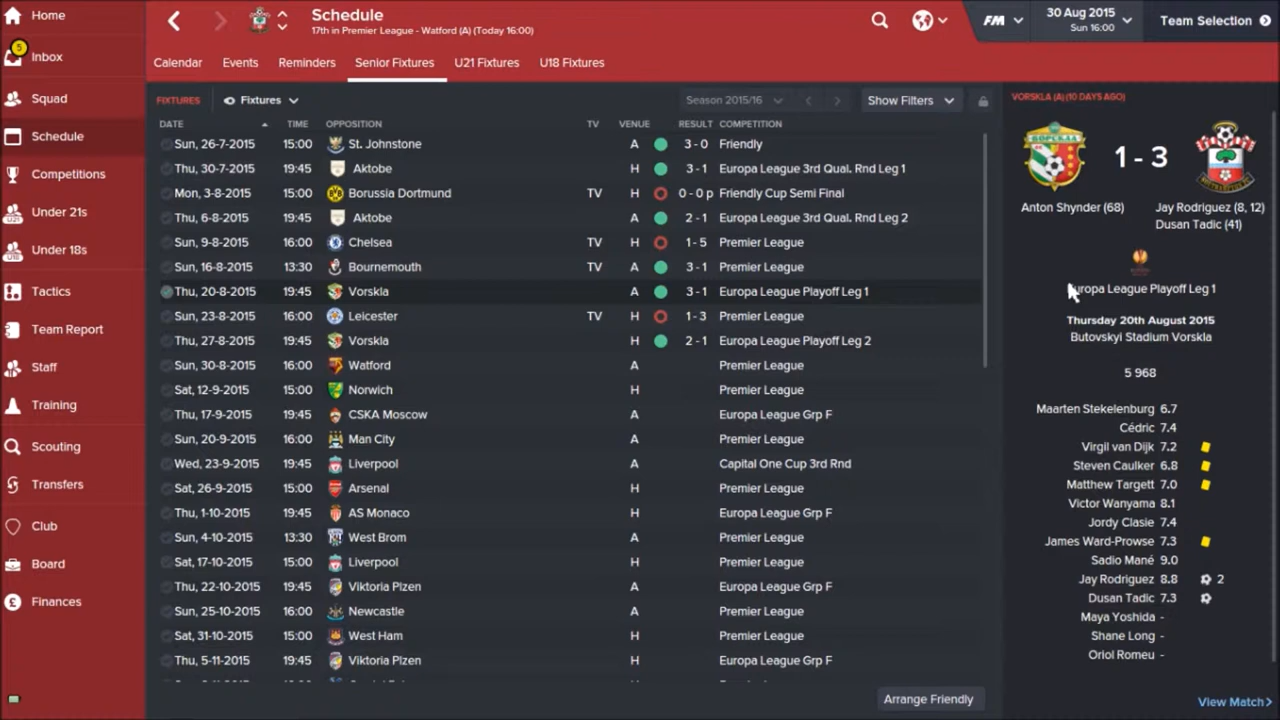 Home
5
Inbox
Squad
Schedule
Competitions
Under 21s
Under 18s
Tactics
Team Report
Staff
Training
Scouting
Transfers
Club
Board
£ Finances
Schedule
17th in Premier League - Watford (A) (Today 16:00)
FM
30 Aug 2015
Sun 16:00
Team Selection
Calendar Events Reminders Senior Fixtures U21 Fixtures U18 Fixtures
FIXTURES Fixtures Season 2015/16 Show Filters
DATE TIME OPPOSITION TV VENUE RESULT COMPETITION
Sun, 26-7-2015 15:00 St. Johnstone A 3 - 0 Friendly
Thu, 30-7-2015 19:45 Aktobe H 3 - 1 Europa League 3rd Qual. Rnd Leg 1
Mon, 3-8-2015 15:00 Borussia Dortmund TV H 0 - 0 p Friendly Cup Semi Final
Thu, 6-8-2015 19:45 Aktobe A 2 - 1 Europa League 3rd Qual. Rnd Leg 2
Sun, 9-8-2015 16:00 Chelsea TV H 1 - 5 Premier League
Sun, 16-8-2015 13:30 Bournemouth TV A 3 - 1 Premier League
Thu, 20-8-2015 19:45 Vorskla A 3 - 1 Europa League Playoff Leg 1
Sun, 23-8-2015 16:00 Leicester TV H 1 - 3 Premier League
Thu, 27-8-2015 19:45 Vorskla H 2 - 1 Europa League Playoff Leg 2
Sun, 30-8-2015 16:00 Watford A Premier League
Sat, 12-9-2015 15:00 Norwich H Premier League
Thu, 17-9-2015 19:45 CSKA Moscow A Europa League Grp F
Sun, 20-9-2015 16:00 Man City A Premier League
Wed, 23-9-2015 19:45 Liverpool A Capital One Cup 3rd Rnd
Sat, 26-9-2015 15:00 Arsenal H Premier League
Thu, 1-10-2015 19:45 AS Monaco H Europa League Grp F
Sun, 4-10-2015 13:30 West Brom A Premier League
Sat, 17-10-2015 15:00 Liverpool H Premier League
Thu, 22-10-2015 19:45 Viktoria Plzen A Europa League Grp F
Sun, 25-10-2015 16:00 Newcastle A Premier League
Sat, 31-10-2015 15:00 West Ham H Premier League
Thu, 5-11-2015 19:45 Viktoria Plzen H Europa League Grp F
Arrange Friendly
VORSKLA (A) (10 DAYS AGO)
1 - 3
Anton Shynder (68) Jay Rodriguez (8, 12)
Dusan Tadic (41)
uropa League Playoff Leg 1
Thursday 20th August 2015
Butovskyi Stadium Vorskla
5 968
Maarten Stekelenburg 6.7
Cédric 7.4
Virgil van Dijk 7.2
Steven Caulker 6.8
Matthew Targett 7.0
Victor Wanyama 8.1
Jordy Clasie 7.4
James Ward-Prowse 7.3
Sadio Mané 9.0
Jay Rodriguez 8.8 2
Dusan Tadic 7.3
Maya Yoshida -
Shane Long -
Oriol Romeu -
View Match>